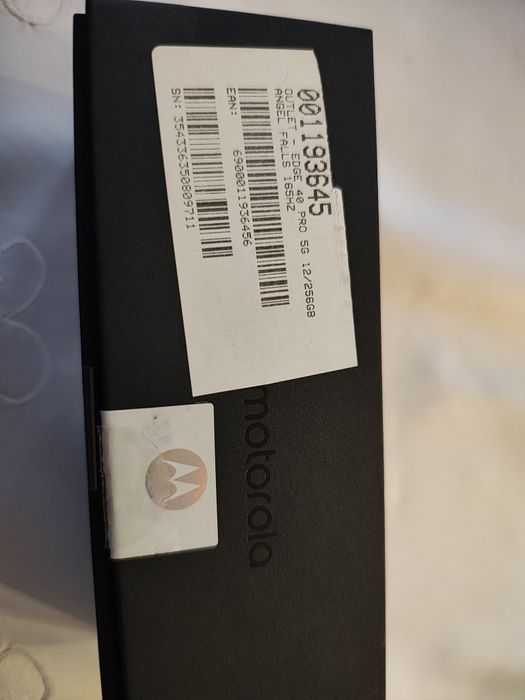 001193645
OUTLET - EDGE 40 PRO 5G 12/256GB
ANGEL FALLS 165HZ
EAN: 6900011936456
SN: 354336350809711
motorola